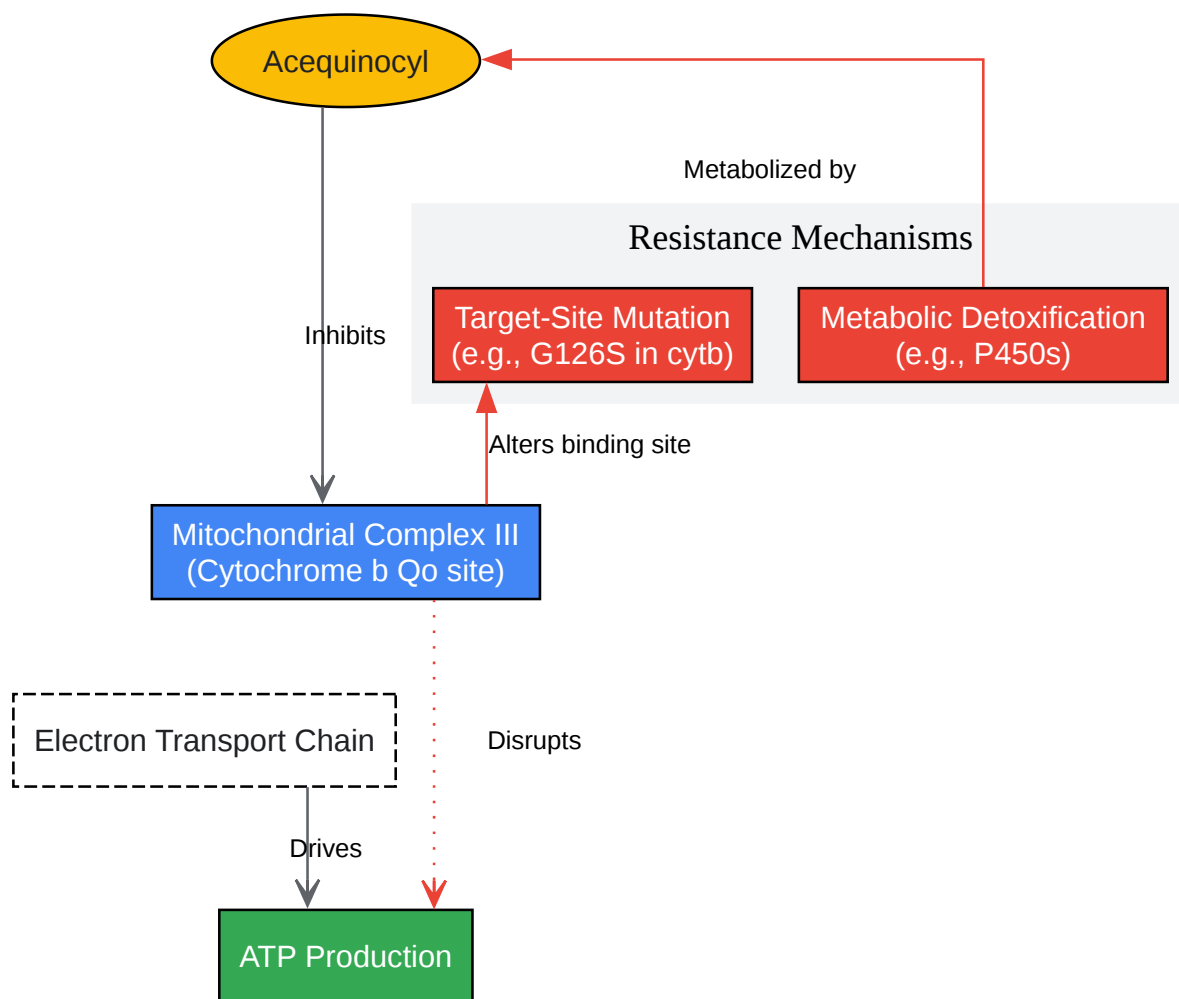 Acequinocyl
Metabolized by
Resistance Mechanisms
Target-Site Mutation
(e.g., G126S in cytb)
Metabolic Detoxification
(e.g., P450s)
Inhibits
Alters binding site
Mitochondrial Complex III
(Cytochrome b Qo site)
Electron Transport Chain
Disrupts
Drives
ATP Production